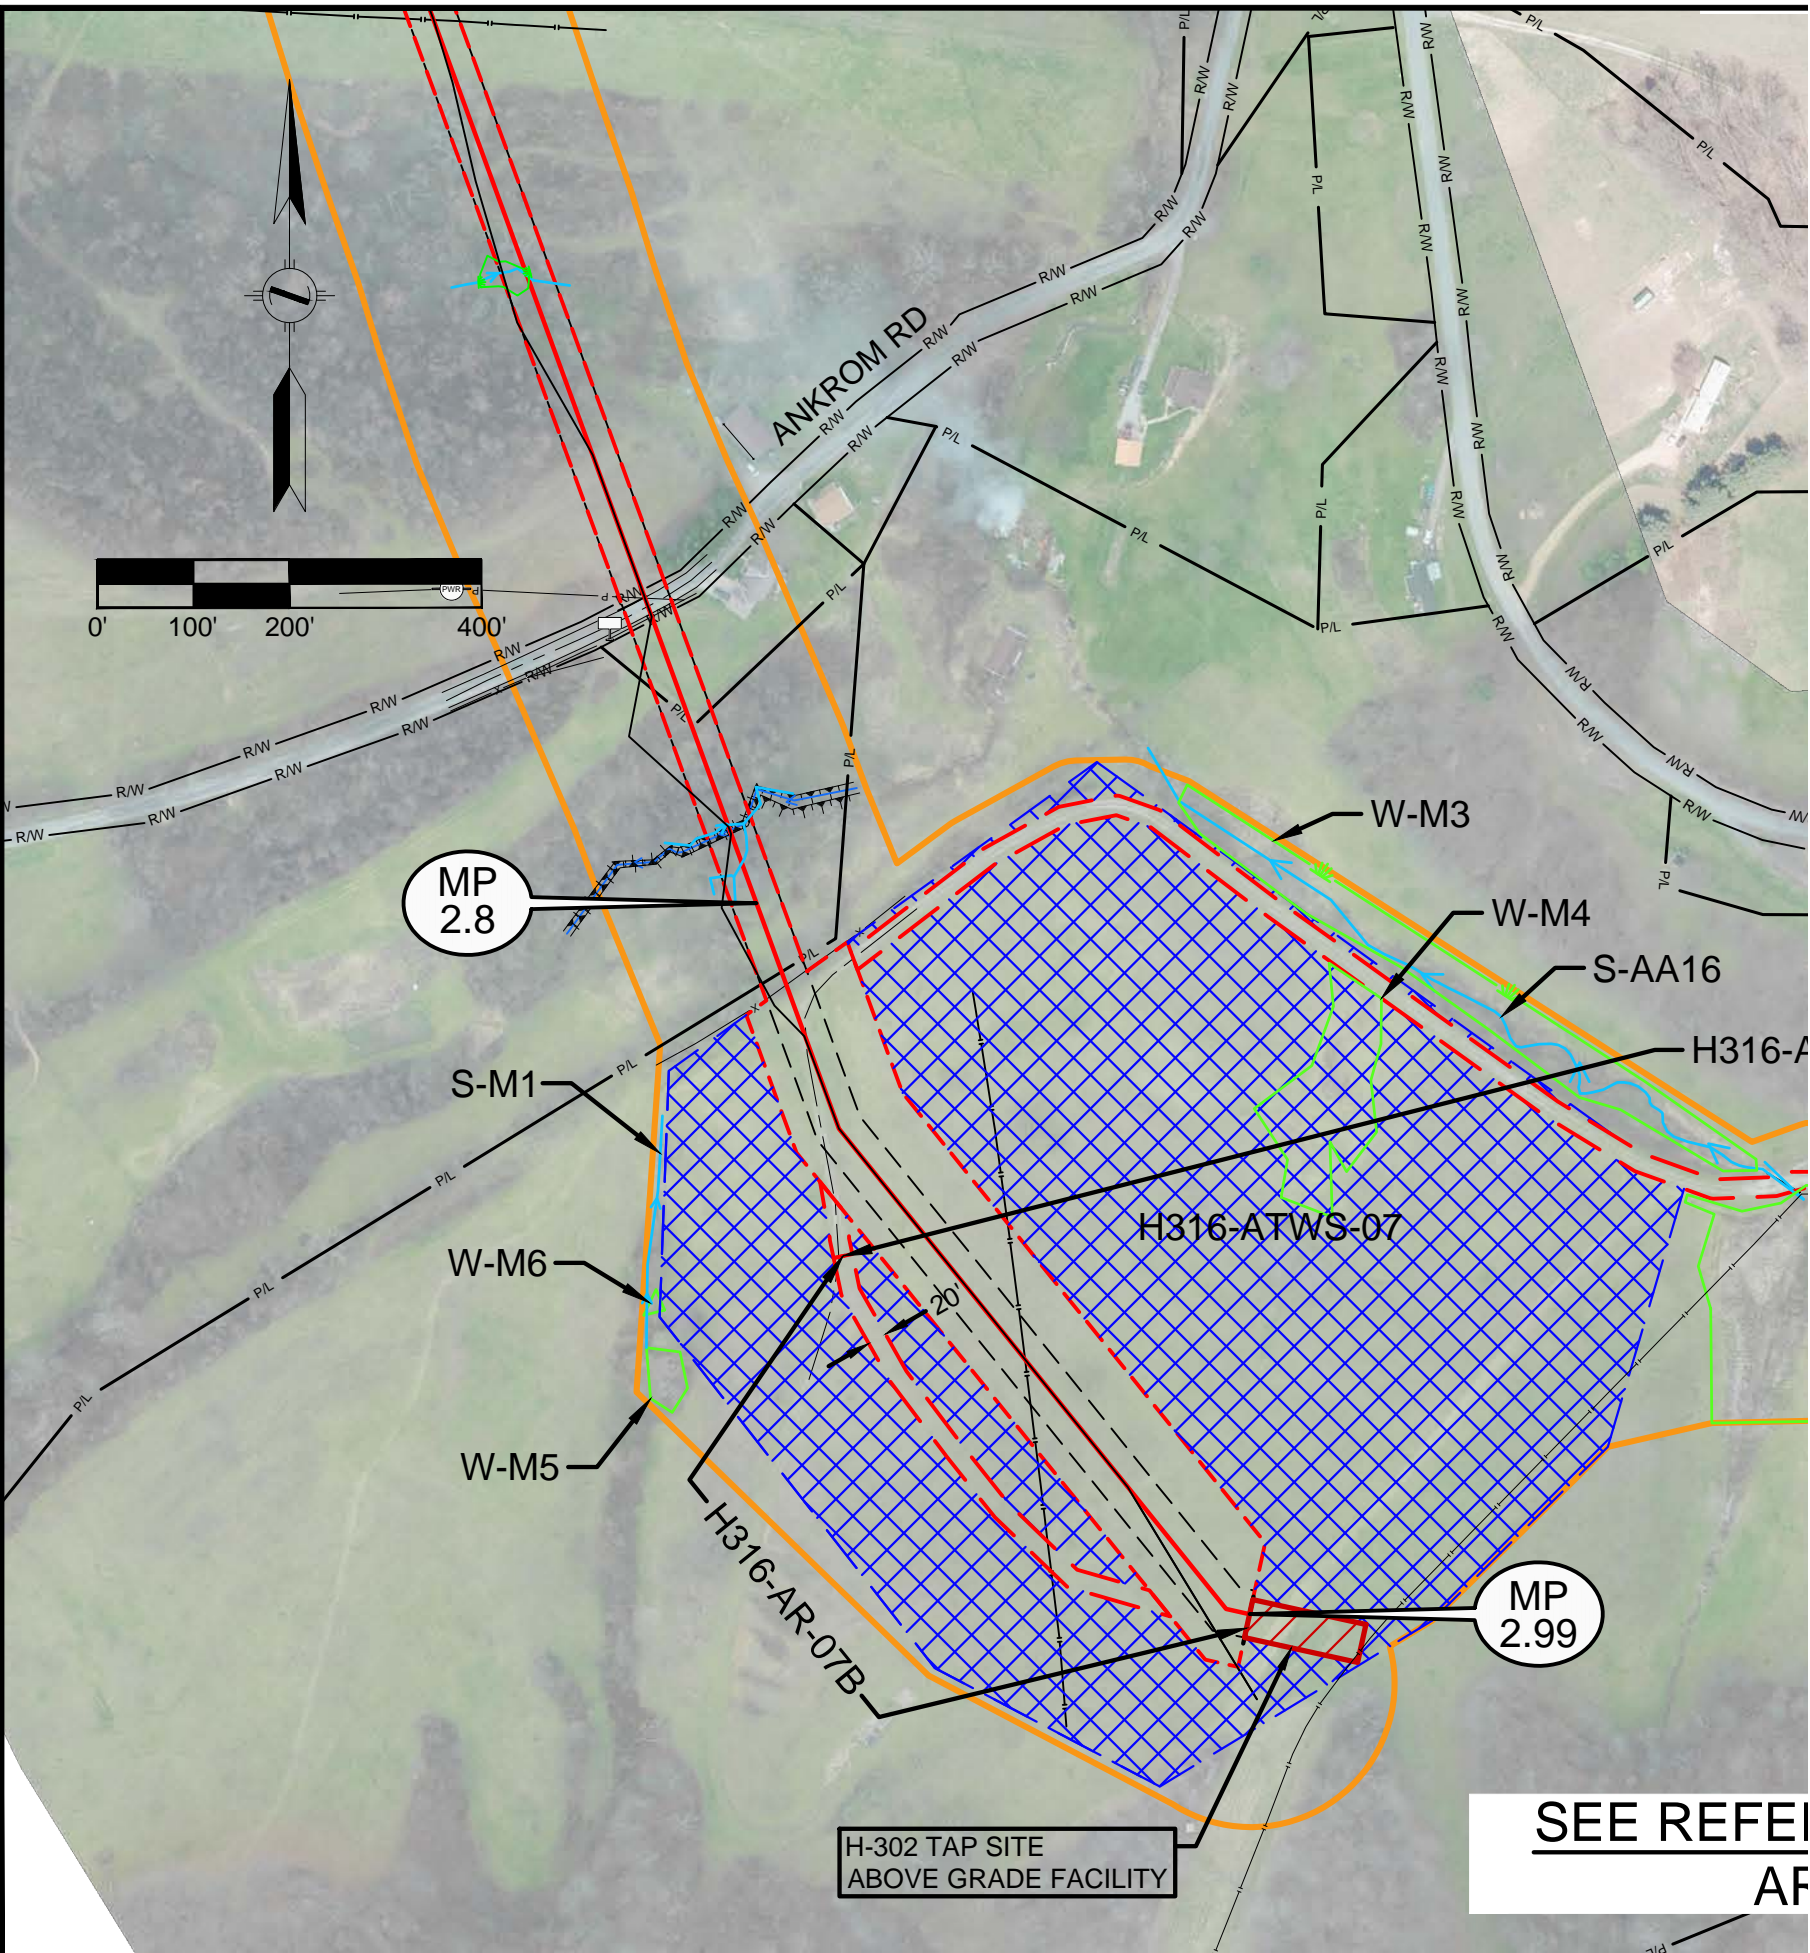 P/L
P/L
R/W
R/W
R/W
R/W
R/W
P/L
P/L
R/W
R/W
P/L
R/W
R/W
R/W
R/W
R/W
R/W
ANKROM RD
R/W
R/W
R/W
R/W
R/W
R/W
R/W
P/L
R/W
R/W
P/L
P/L
P/L
R/W
R/W
PWR
P
P
P/L
R/W
R/W
0'
100'
200'
400'
P/L
R/W
R/W
R/W
R/W
R/W
R/W
P/L
R/W
R/W
P/L
R/W
R/W
R/W
R/W
R/W
R/W
W-M3
P/L
MP
2.8
W-M4
P/L
S-AA16
H316-A
P/L
S-M1
P/L
H316-ATWS-07
W-M6
P/L
20'
P/L
W-M5
H316-AR-07B
MP
2.99
SEE REFE
H-302 TAP SITE
ABOVE GRADE FACILITY
AR
P/L